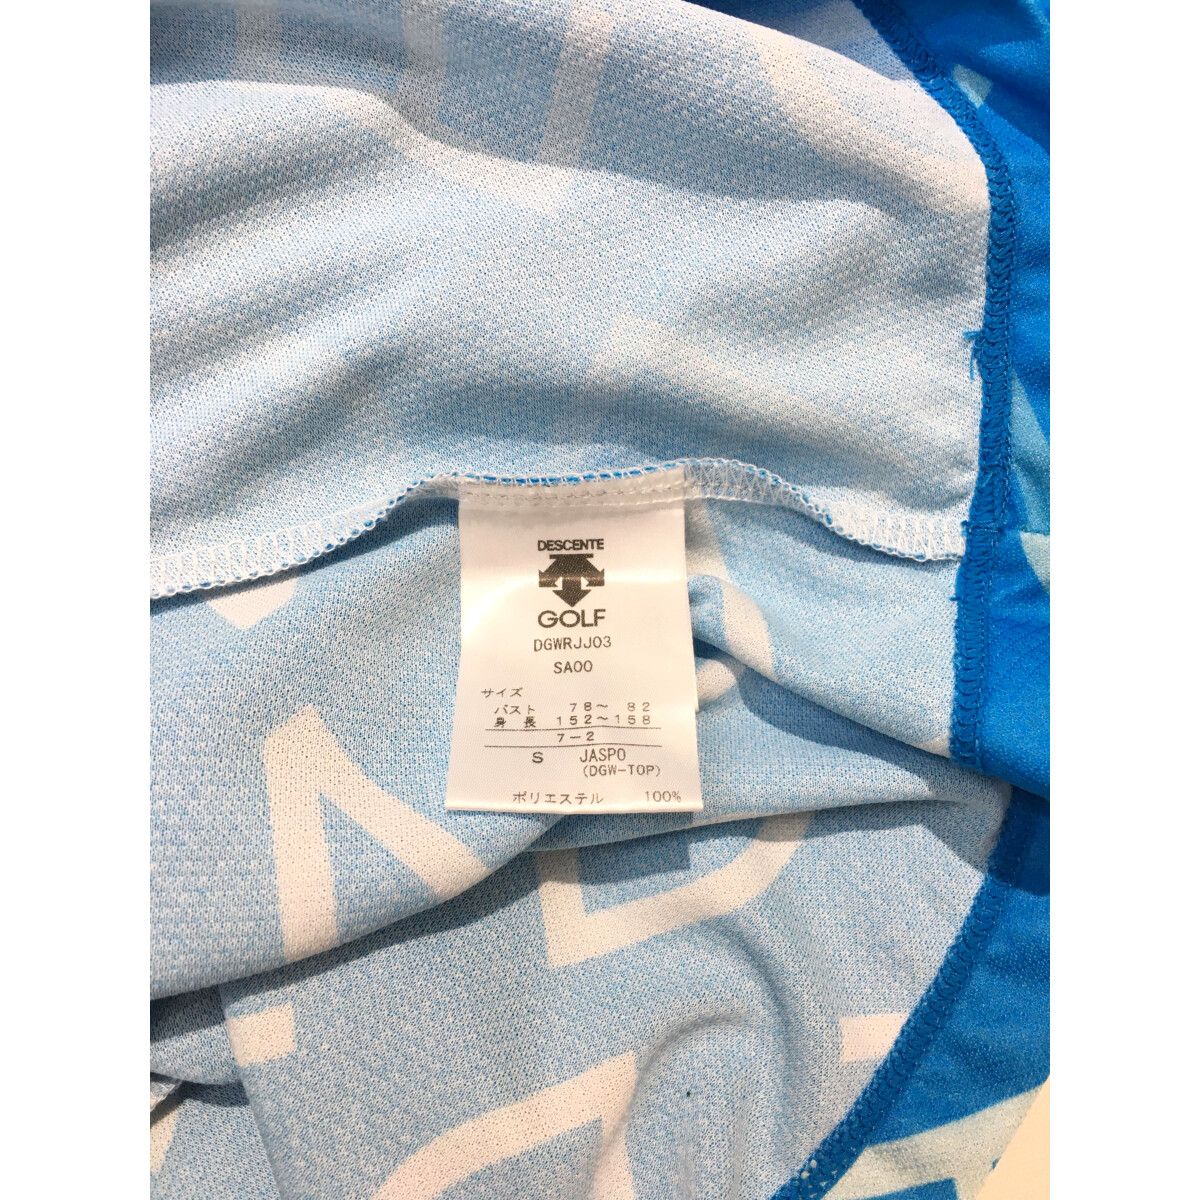 DESCENTE
GOLF
DGWRJJ03
SA00
サイズ
バスト 78〜 82
身 長 152〜158
7-2
S JASPO
(DGW-TOP)
ポリエステル 100%